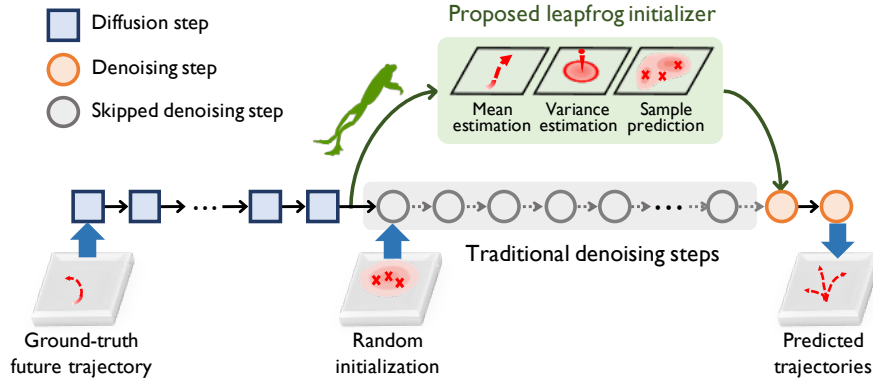 Proposed leapfrog initializer
Diffusion step
Denoising step
Skipped denoising step
Mean
estimation
Variance
estimation
Sample
prediction
...
...
Traditional denoising steps
Ground-truth
future trajectory
Random
initialization
Predicted
trajectories